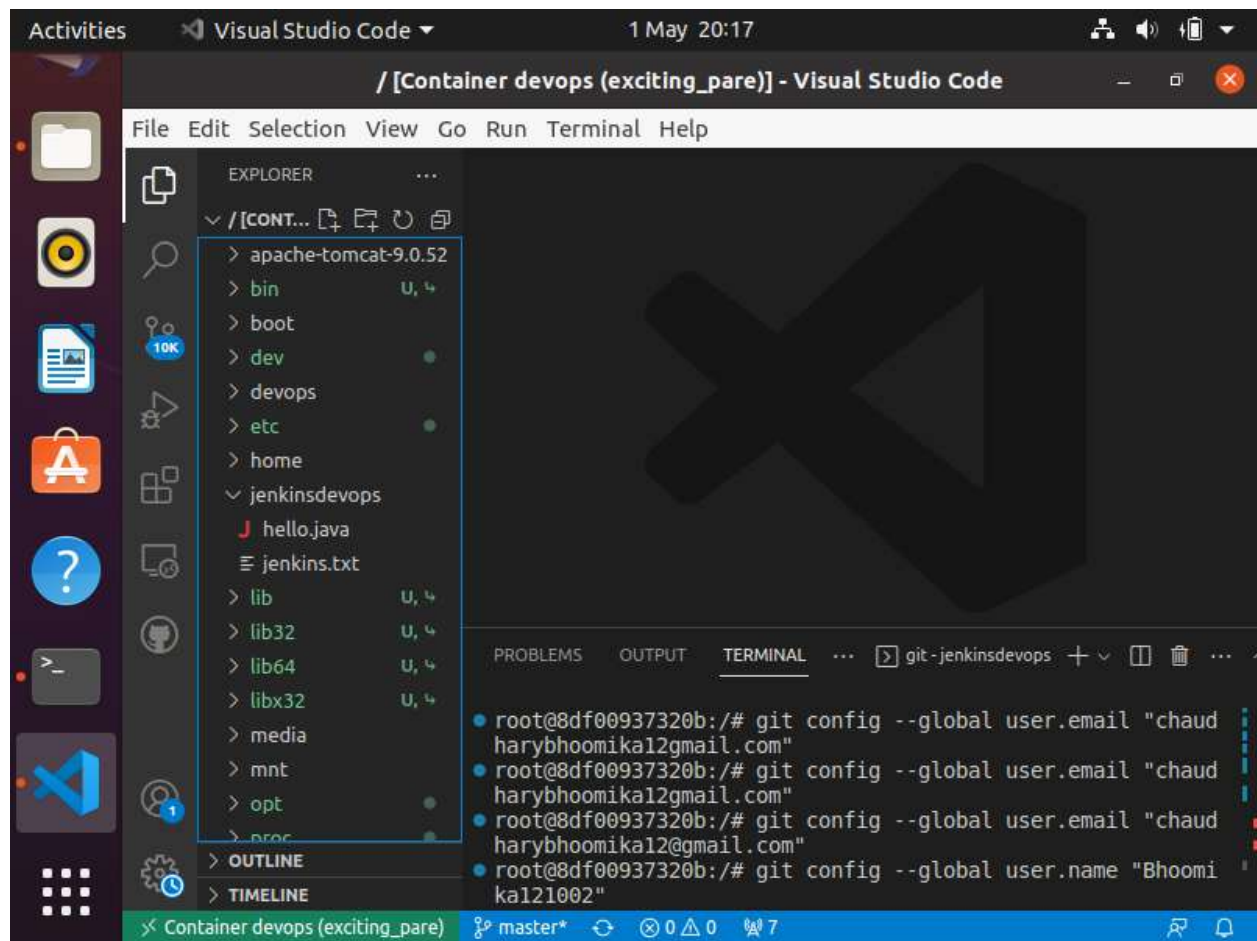 Activities Visual Studio Code 1 May 20:17
/ [Container devops (exciting_pare)] - Visual Studio Code
File Edit Selection View Go Run Terminal Help
EXPLORER ...
/ [CONT...
apache-tomcat-9.0.52
bin U,
boot
10K
dev
devops
etc
home
jenkinsdevops
J hello.java
jenkins.txt
lib U,
lib32 U,
lib64 U,
libx32 U,
media
mnt
opt
proc
OUTLINE
TIMELINE
1
PROBLEMS OUTPUT TERMINAL ... git - jenkinsdevops ...
root@8df00937320b:/# git config --global user.email "chaud
harybhoomika12gmail.com"
root@8df00937320b:/# git config --global user.email "chaud
harybhoomika12gmail.com"
root@8df00937320b:/# git config --global user.email "chaud
harybhoomika12@gmail.com"
root@8df00937320b:/# git config --global user.name "Bhoomi
ka121002"
Container devops (exciting_pare) master* 0 0 7